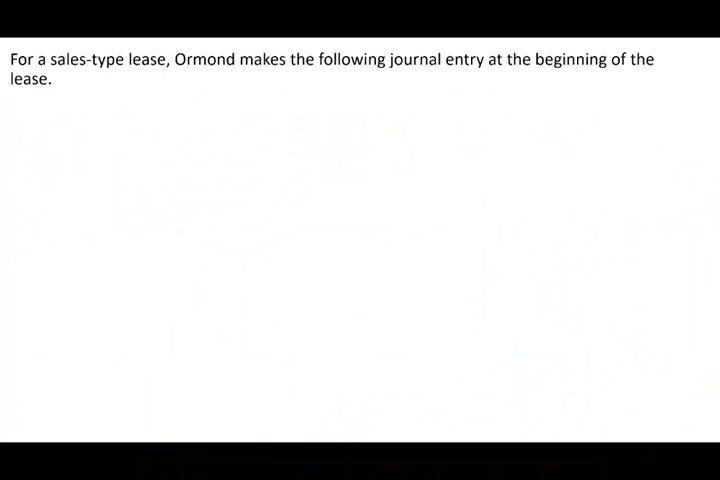 For a sales-type lease, Ormond makes the following journal entry at the beginning of the
lease.